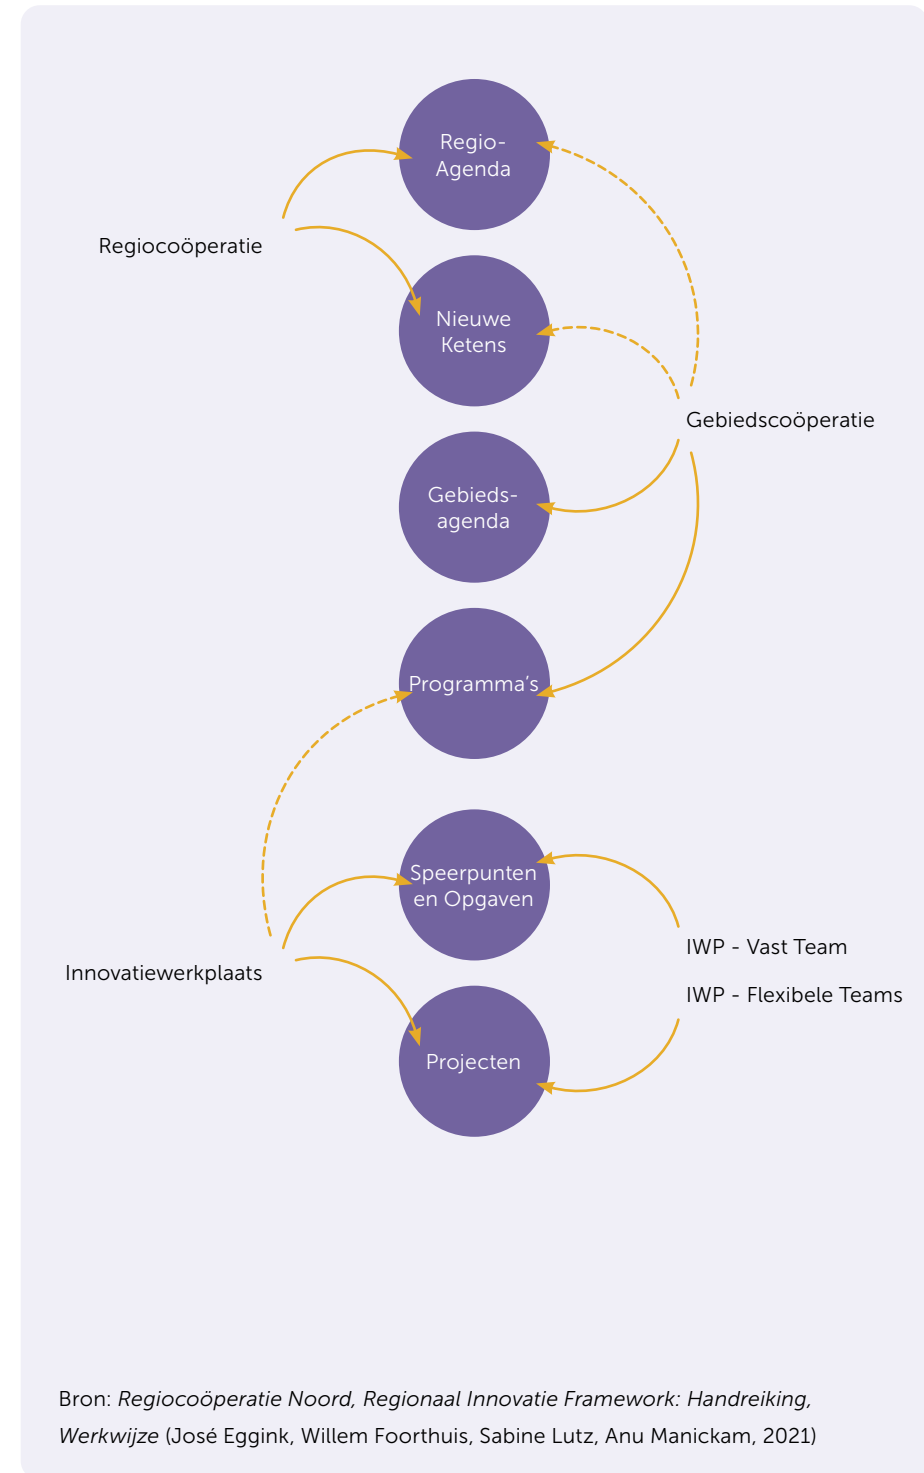 Regio-
Agenda
Regiocoöperatie
Nieuwe
Ketens
Gebiedscoöperatie
Gebieds-
agenda
Programma's
Speerpunten
en Opgaven
IWP - Vast Team
Innovatiewerkplaats
IWP - Flexibele Teams
Projecten
Bron: Regiocoöperatie Noord, Regionaal Innovatie Framework: Handreiking,
Werkwijze (José Eggink, Willem Foorthuis, Sabine Lutz, Anu Manickam, 2021)